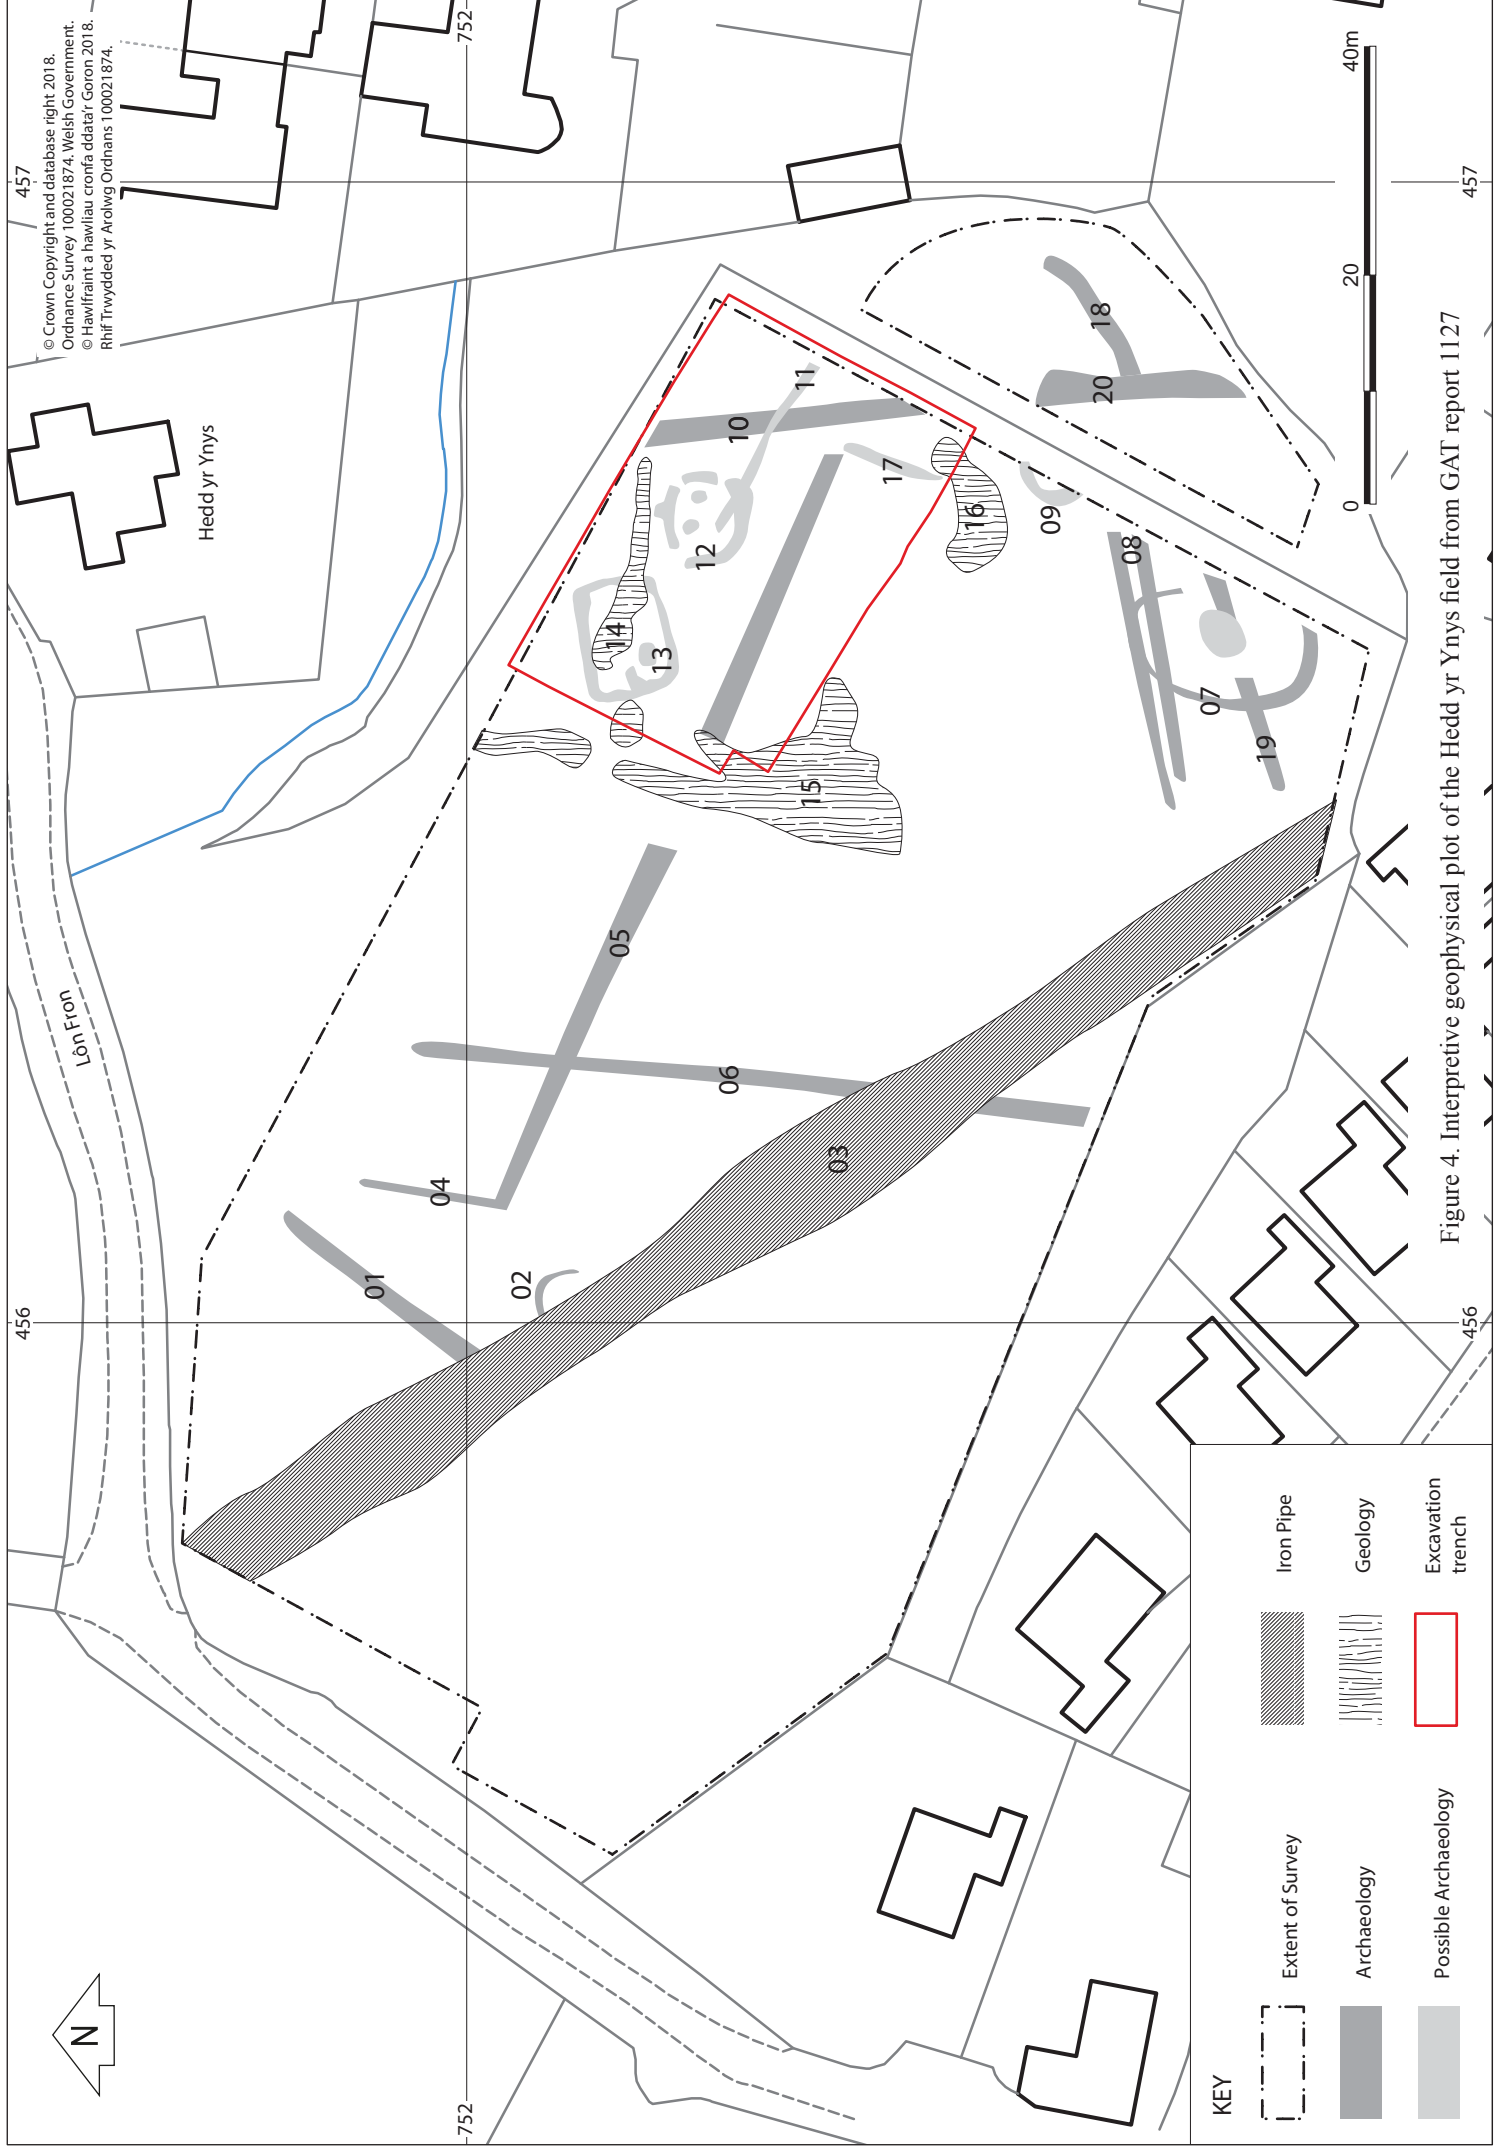 © Crown Copyright and database right 2018.
Ordnance Survey 100021874. Welsh Government.
© Hawlfraint a hawliau cronfa ddata'r Goron 2018.
Rhif Trwydded yr Arolwg Ordnans 100021874.
456
457
752
752
456
457
N
Lôn Fron
Hedd yr Ynys
01
02
03
04
05
06
07
08
09
10
11
12
13
14
15
16
17
18
19
20
0
20
40m
KEY
Extent of Survey
Archaeology
Possible Archaeology
Iron Pipe
Geology
Excavation
trench
Figure 4. Interpretive geophysical plot of the Hedd yr Ynys field from GAT report 1127